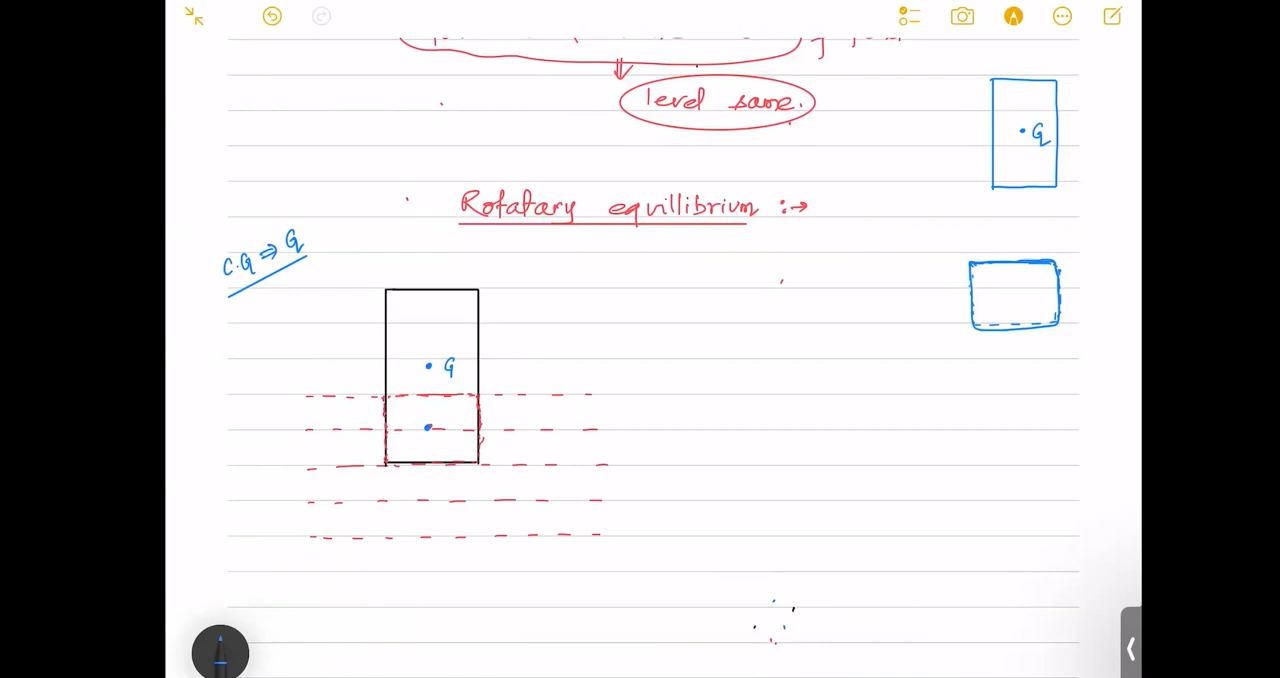 level same.
G
Rotatary equillibrium :→
C.G ⇒ G
G